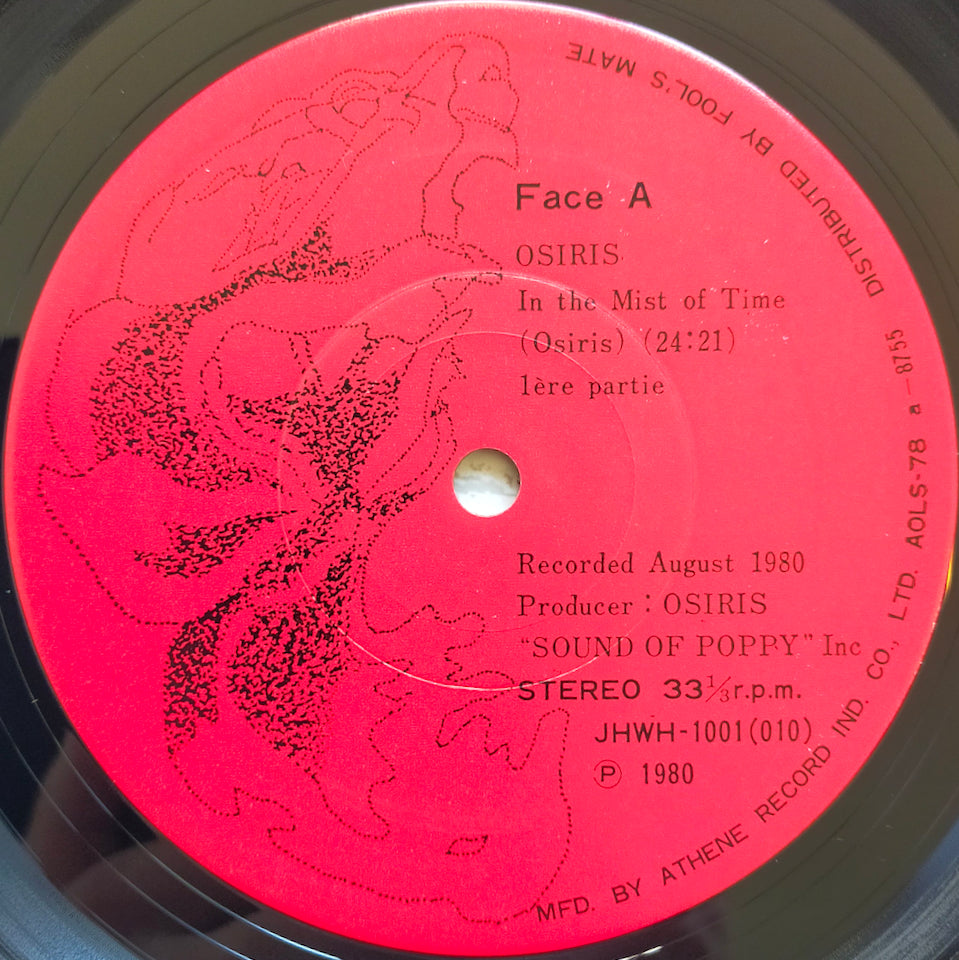 Face A
OSIRIS
In the Mist of Time
(Osiris) (24:21)
1ère partie
Recorded August 1980
Producer : OSIRIS
"SOUND OF POPPY" Inc
STEREO 33⅓r.p.m.
JHWH-1001(010)
Ⓟ 1980
MFD. BY ATHENE RECORD IND. CO., LTD. AOLS-78 a-8755 DISTRIBUTED BY FOOL'S MATE